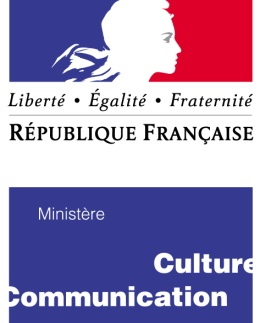 Liberté • Égalité • Fraternité
RÉPUBLIQUE FRANÇAISE
Ministère
Culture
Communication